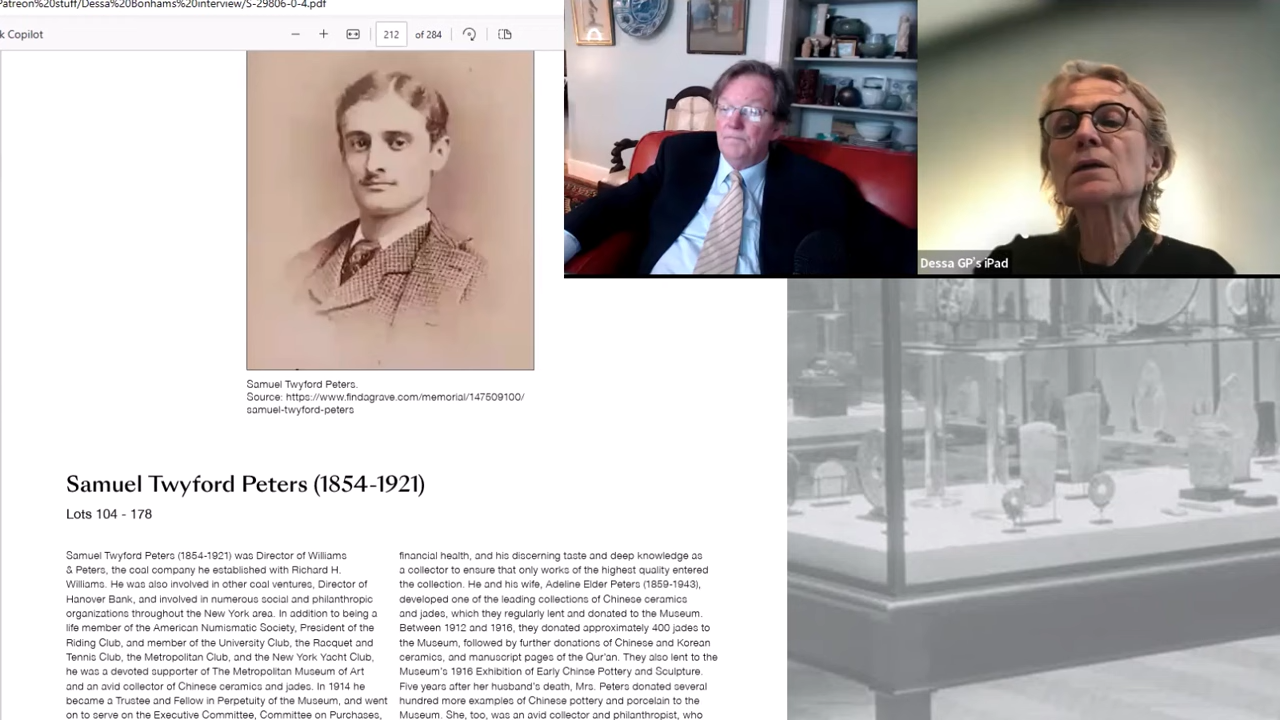 Patreon%20stuff/Dessa%20Bonhams%20interview/S-29806-0-4.pdf
k Copilot
212 of 284
Dessa GP's iPad
Samuel Twyford Peters.
Source: https://www.findagrave.com/memorial/147509100/
samuel-twyford-peters
Samuel Twyford Peters (1854-1921)
Lots 104 - 178
Samuel Twyford Peters (1854-1921) was Director of Williams
& Peters, the coal company he established with Richard H.
Williams. He was also involved in other coal ventures, Director of
Hanover Bank, and involved in numerous social and philanthropic
organizations throughout the New York area. In addition to being a
life member of the American Numismatic Society, President of the
Riding Club, and member of the University Club, the Racquet and
Tennis Club, the Metropolitan Club, and the New York Yacht Club,
he was a devoted supporter of The Metropolitan Museum of Art
and an avid collector of Chinese ceramics and jades. In 1914 he
became a Trustee and Fellow in Perpetuity of the Museum, and went
on to serve on the Executive Committee, Committee on Purchases,
financial health, and his discerning taste and deep knowledge as
a collector to ensure that only works of the highest quality entered
the collection. He and his wife, Adeline Elder Peters (1859-1943),
developed one of the leading collections of Chinese ceramics
and jades, which they regularly lent and donated to the Museum.
Between 1912 and 1916, they donated approximately 400 jades to
the Museum, followed by further donations of Chinese and Korean
ceramics, and manuscript pages of the Qur'an. They also lent to the
Museum's 1916 Exhibition of Early Chinse Pottery and Sculpture.
Five years after her husband's death, Mrs. Peters donated several
hundred more examples of Chinese pottery and porcelain to the
Museum. She, too, was an avid collector and philanthropist, who